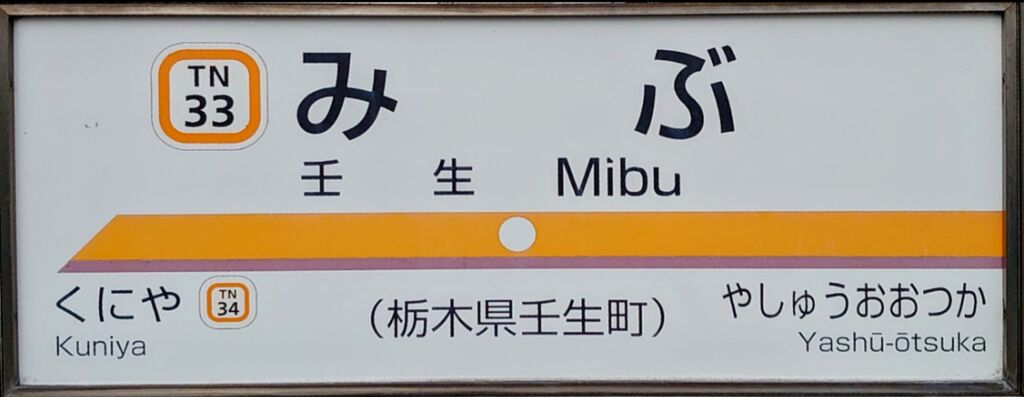 TN
33
みぶ
壬生 Mibu
くにや TN 34
Kuniya
(栃木県壬生町)
やしゅうおおつか
Yashū-ōtsuka